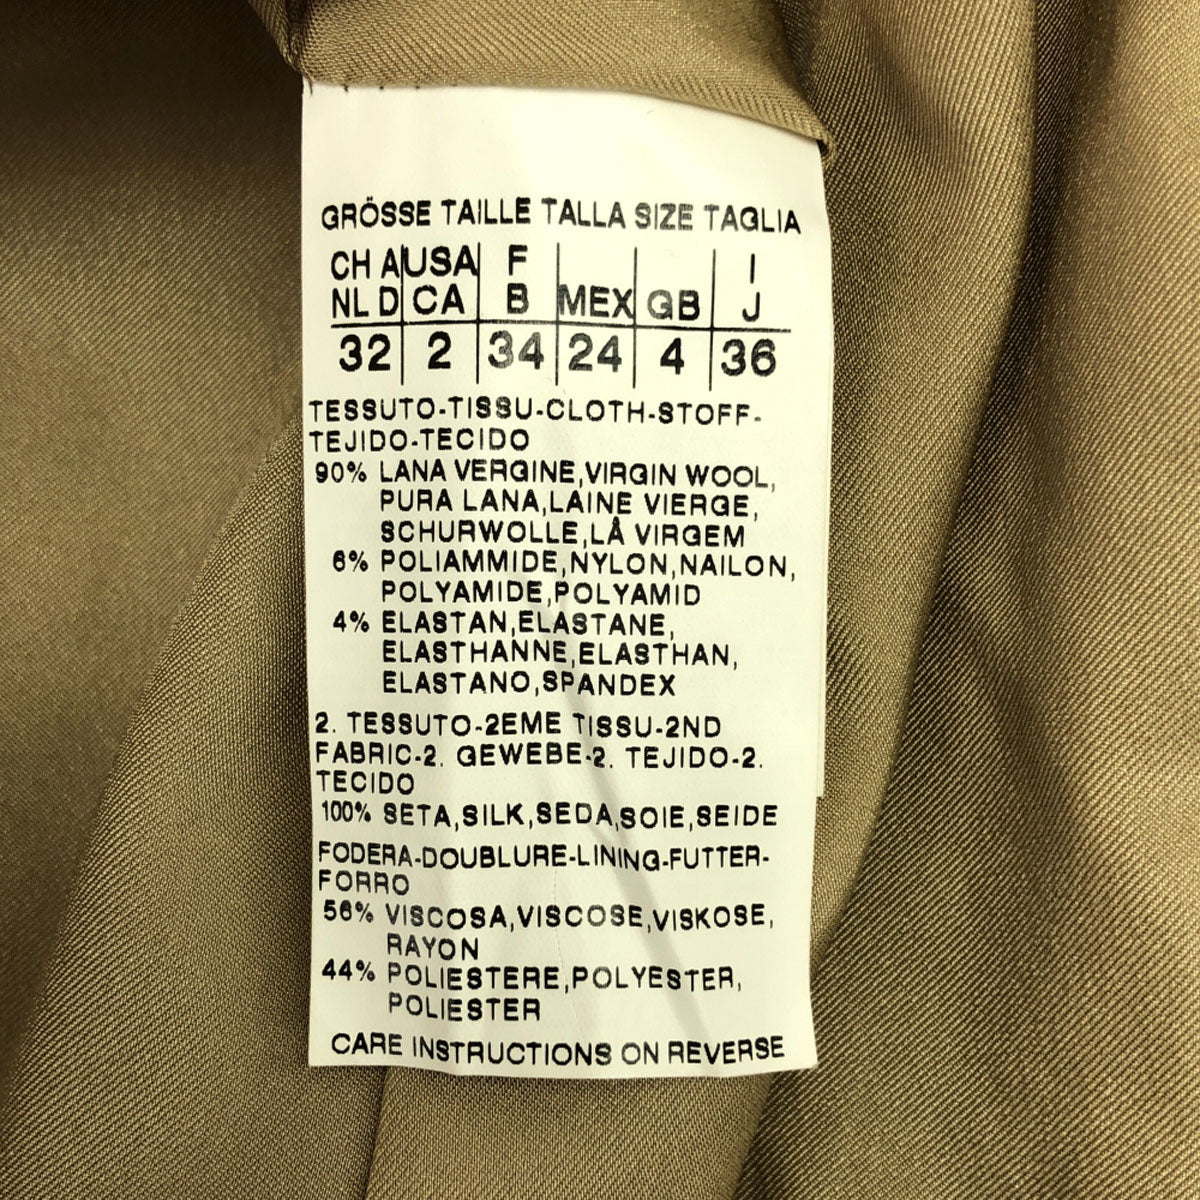 GRÖSSE TAILLE TALLA SIZE TAGLIA
CH A USA F I
NL D CA B MEX GB J
32 2 34 24 4 36
TESSUTO-TISSU-CLOTH-STOFF-
TEJIDO-TECIDO
90% LANA VERGINE,VIRGIN WOOL,
PURA LANA,LAINE VIERGE,
SCHURWOLLE,LÂ VIRGEM
6% POLIAMMIDE,NYLON,NAILON,
POLYAMIDE,POLYAMID
4% ELASTAN,ELASTANE,
ELASTHANNE,ELASTHAN,
ELASTANO,SPANDEX
2. TESSUTO-2EME TISSU-2ND
FABRIC-2. GEWEBE-2. TEJIDO-2.
TECIDO
100% SETA,SILK,SEDA,SOIE,SEIDE
FODERA-DOUBLURE-LINING-FUTTER-
FORRO
56% VISCOSA,VISCOSE,VISKOSE,
RAYON
44% POLIESTERE,POLYESTER,
POLIESTER
CARE INSTRUCTIONS ON REVERSE